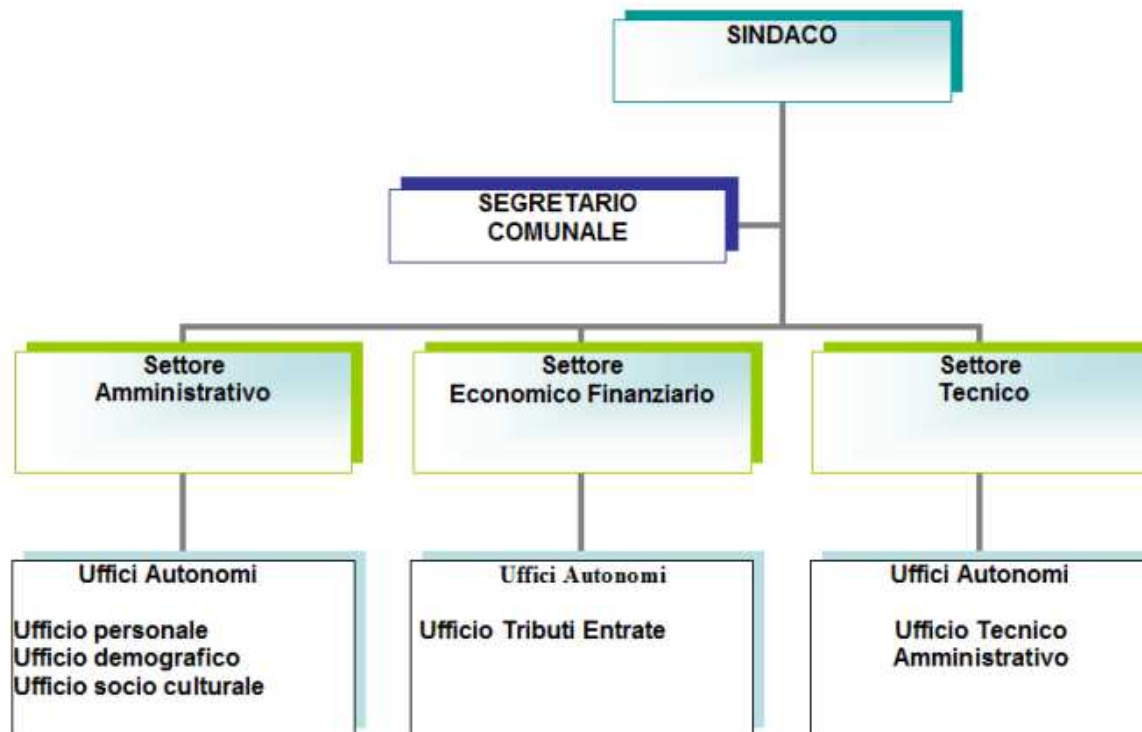 SINDACO
SEGRETARIO
COMUNALE
Settore
Amministrativo
Settore
Economico Finanziario
Settore
Tecnico
Uffici Autonomi
Ufficio personale
Ufficio demografico
Ufficio socio culturale
Uffici Autonomi
Ufficio Tributi Entrate
Uffici Autonomi
Ufficio Tecnico
Amministrativo